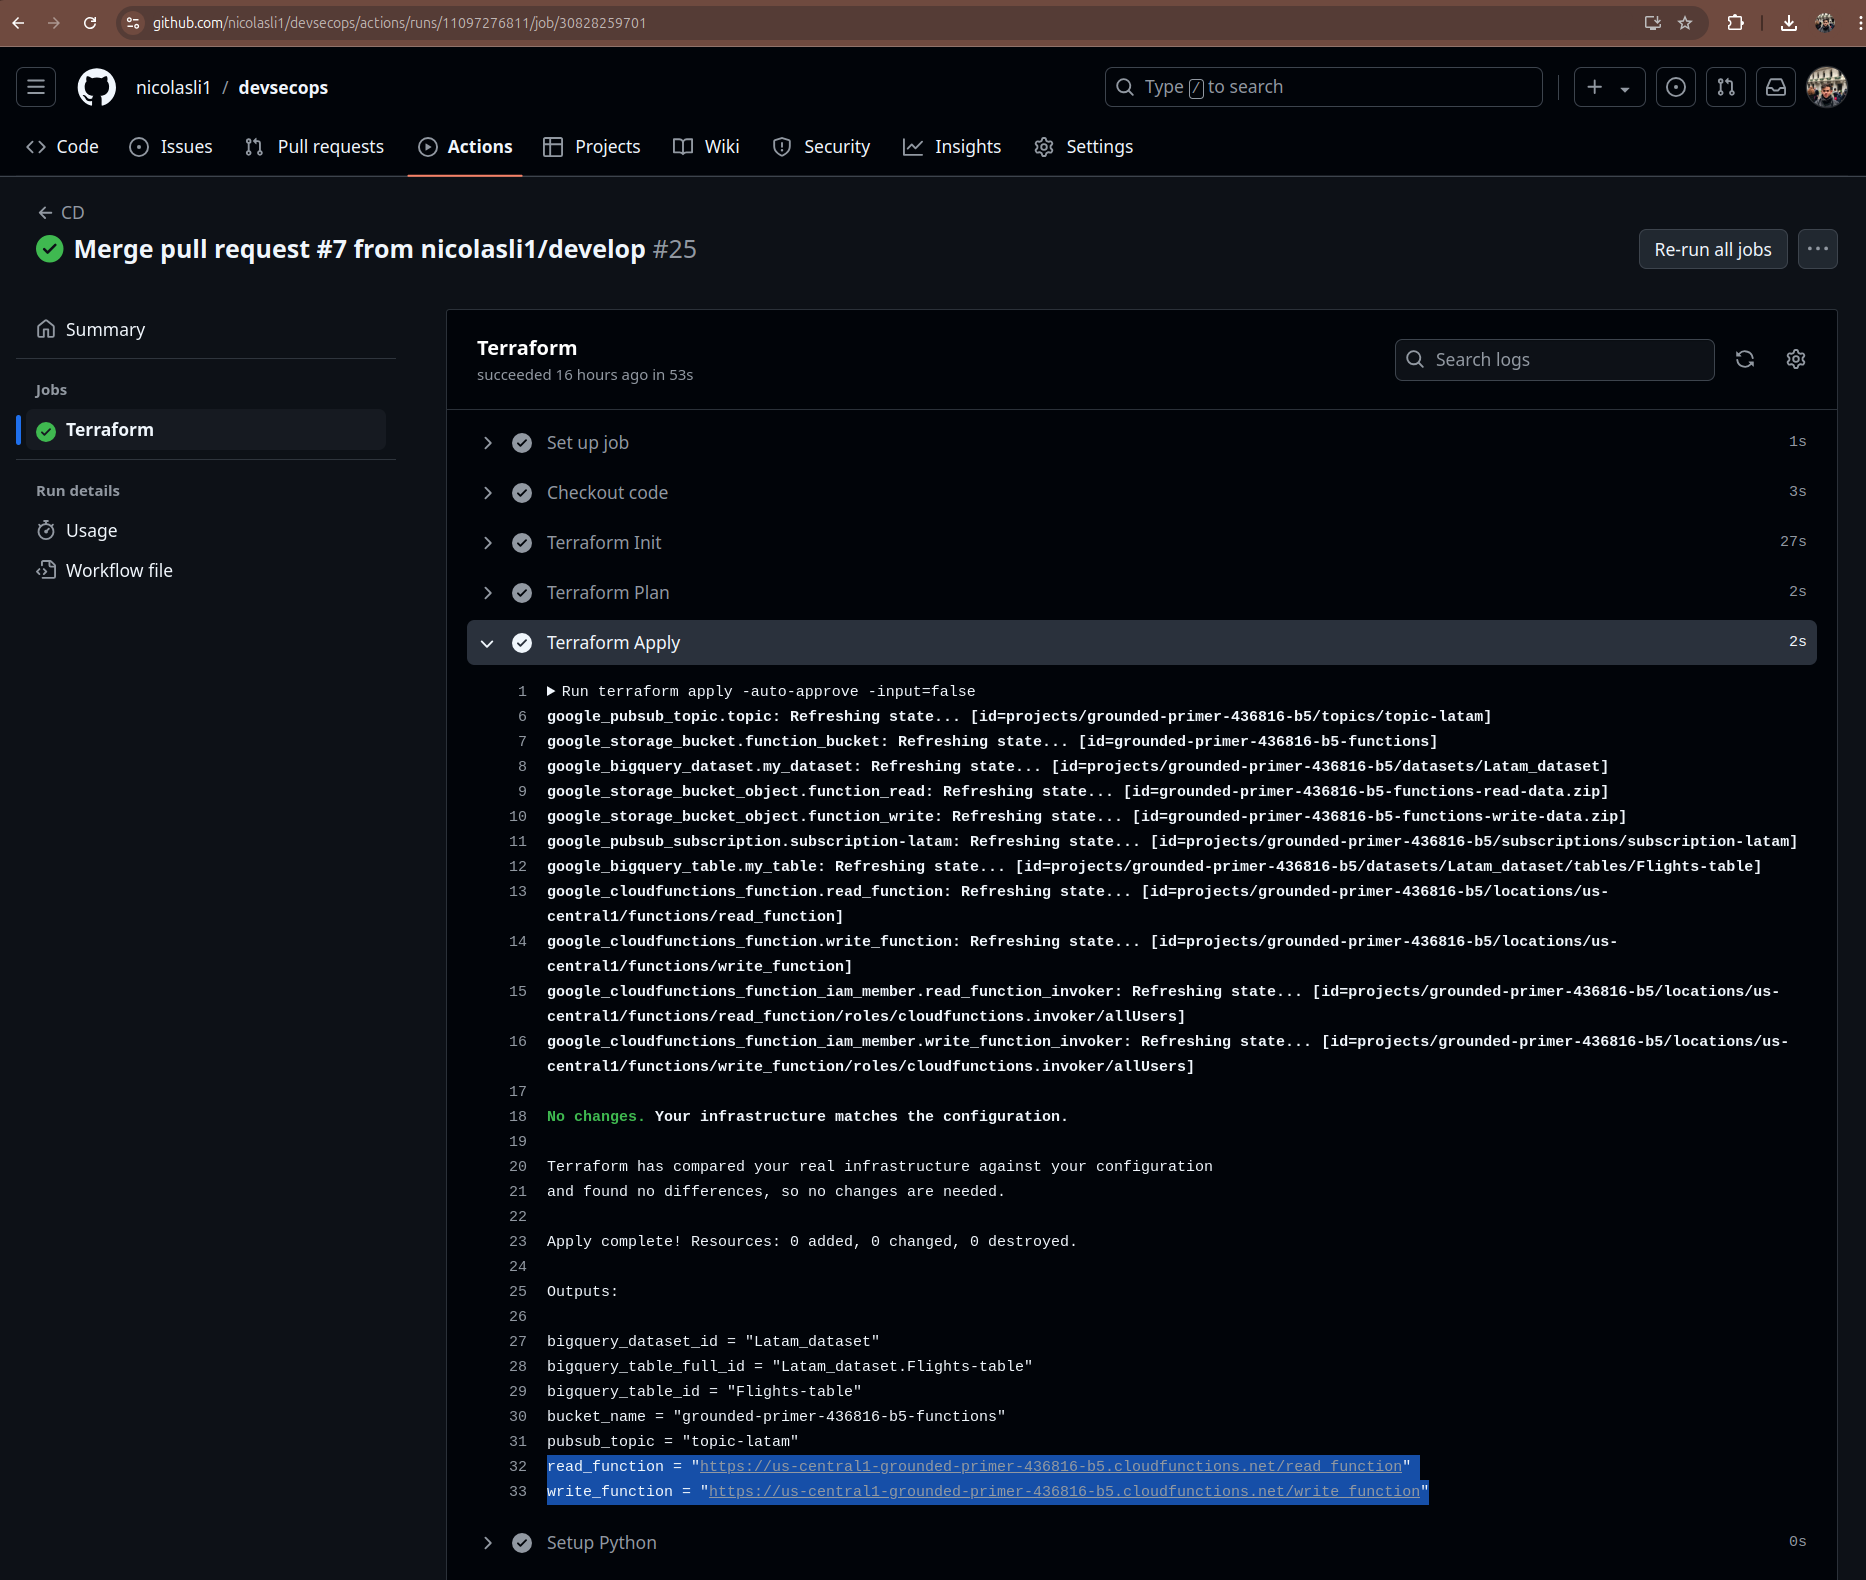 github.com/nicolasli1/devsecops/actions/runs/11097276811/job/30828259701
nicolasli1 / devsecops
Type / to search
Code Issues Pull requests Actions Projects Wiki Security Insights Settings
CD
Merge pull request #7 from nicolasli1/develop #25
Re-run all jobs
Summary
Jobs
Terraform
Run details
Usage
Workflow file
Terraform
succeeded 16 hours ago in 53s
Search logs
Set up job 1s
Checkout code 3s
Terraform Init 27s
Terraform Plan 2s
Terraform Apply 2s
1 Run terraform apply -auto-approve -input=false
6 google_pubsub_topic.topic: Refreshing state... [id=projects/grounded-primer-436816-b5/topics/topic-latam]
7 google_storage_bucket.function_bucket: Refreshing state... [id=grounded-primer-436816-b5-functions]
8 google_bigquery_dataset.my_dataset: Refreshing state... [id=projects/grounded-primer-436816-b5/datasets/Latam_dataset]
9 google_storage_bucket_object.function_read: Refreshing state... [id=grounded-primer-436816-b5-functions-read-data.zip]
10 google_storage_bucket_object.function_write: Refreshing state... [id=grounded-primer-436816-b5-functions-write-data.zip]
11 google_pubsub_subscription.subscription-latam: Refreshing state... [id=projects/grounded-primer-436816-b5/subscriptions/subscription-latam]
12 google_bigquery_table.my_table: Refreshing state... [id=projects/grounded-primer-436816-b5/datasets/Latam_dataset/tables/Flights-table]
13 google_cloudfunctions_function.read_function: Refreshing state... [id=projects/grounded-primer-436816-b5/locations/us-
central1/functions/read_function]
14 google_cloudfunctions_function.write_function: Refreshing state... [id=projects/grounded-primer-436816-b5/locations/us-
central1/functions/write_function]
15 google_cloudfunctions_function_iam_member.read_function_invoker: Refreshing state... [id=projects/grounded-primer-436816-b5/locations/us-
central1/functions/read_function/roles/cloudfunctions.invoker/allUsers]
16 google_cloudfunctions_function_iam_member.write_function_invoker: Refreshing state... [id=projects/grounded-primer-436816-b5/locations/us-
central1/functions/write_function/roles/cloudfunctions.invoker/allUsers]
17
18 No changes. Your infrastructure matches the configuration.
19
20 Terraform has compared your real infrastructure against your configuration
21 and found no differences, so no changes are needed.
22
23 Apply complete! Resources: 0 added, 0 changed, 0 destroyed.
24
25 Outputs:
26
27 bigquery_dataset_id = "Latam_dataset"
28 bigquery_table_full_id = "Latam_dataset.Flights-table"
29 bigquery_table_id = "Flights-table"
30 bucket_name = "grounded-primer-436816-b5-functions"
31 pubsub_topic = "topic-latam"
32 read_function = "https://us-central1-grounded-primer-436816-b5.cloudfunctions.net/read_function"
33 write_function = "https://us-central1-grounded-primer-436816-b5.cloudfunctions.net/write_function"
Setup Python 0s